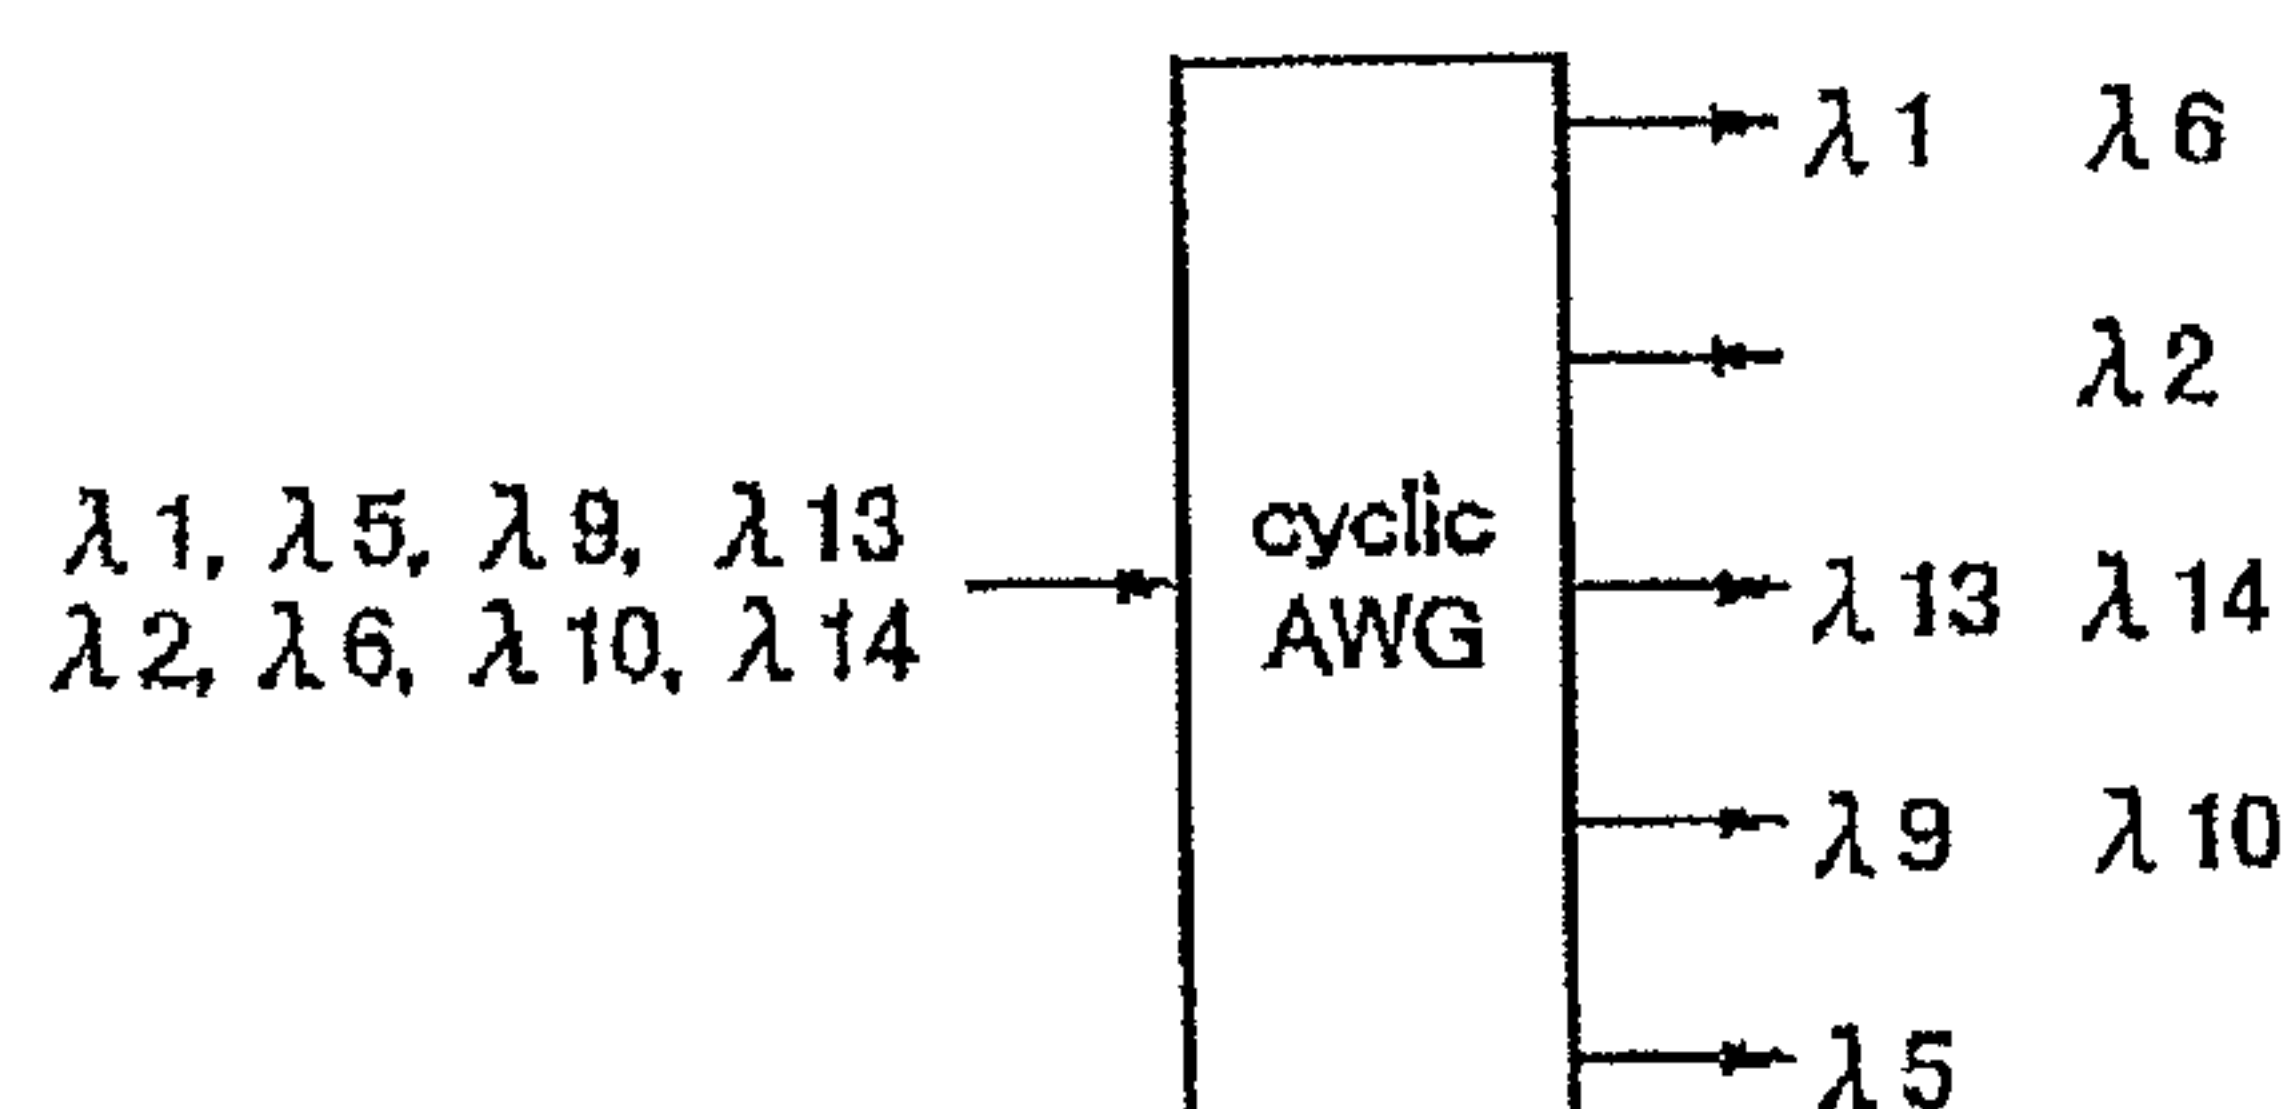 λ1 λ6
λ2
λ1, λ5, λ9, λ13
λ2, λ6, λ10, λ14
cyclic
AWG
λ13 λ14
λ9 λ10
λ5